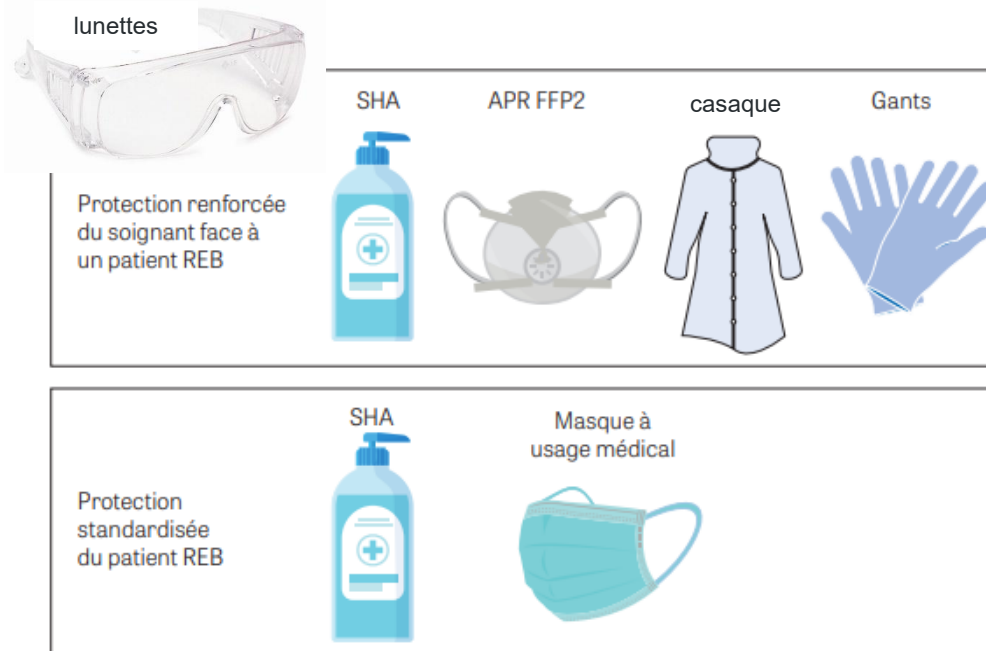 lunettes
SHA
APR FFP2
casaque
Gants
Protection renforcée
du soignant face à
un patient REB
SHA
Masque à
usage médical
Protection
standardisée
du patient REB